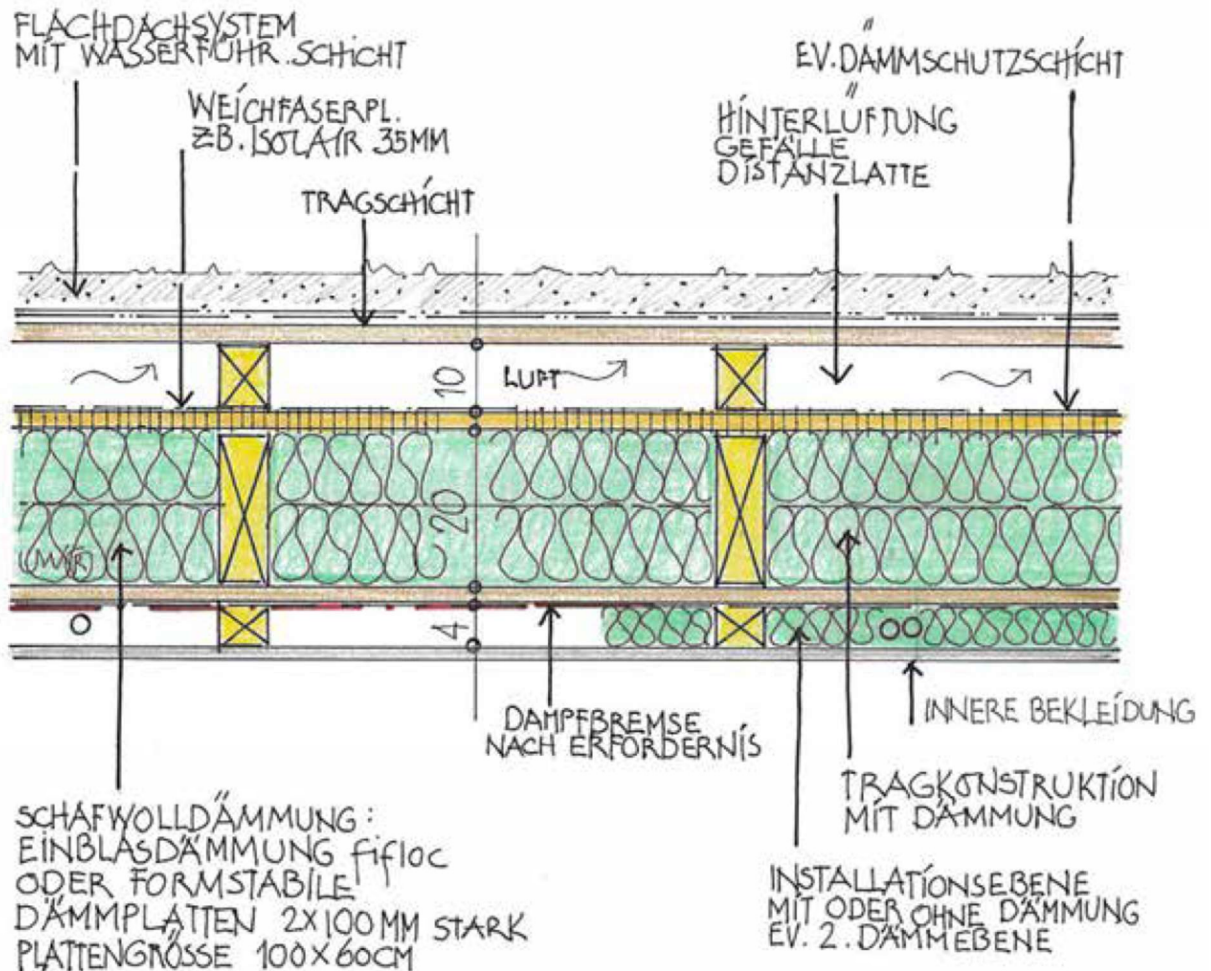 FLACHDACHSYSTEM
MIT WASSERFÜHR. SCHICHT
EV. DÄMMSCHUTZSCHICHT
WEICHFASERPL.
ZB. ISOLAIR 35MM
HINTERLÜFTUNG
GEFÄLLE
DISTANZLATTE
TRAGSCHICHT
10
LUFT
20
4
DAMPFBREMSE
NACH ERFORDERNIS
INNERE BEKLEIDUNG
TRAGKONSTRUKTION
MIT DÄMMUNG
SCHAFWOLLDÄMMUNG:
EINBLASDÄMMUNG fifloc
ODER FORMSTABILE
DÄMMPLATTEN 2X100MM STARK
PLATTENGRÖSSE 100X60CM
INSTALLATIONSEBENE
MIT ODER OHNE DÄMMUNG
EV. 2. DÄMMEBENE